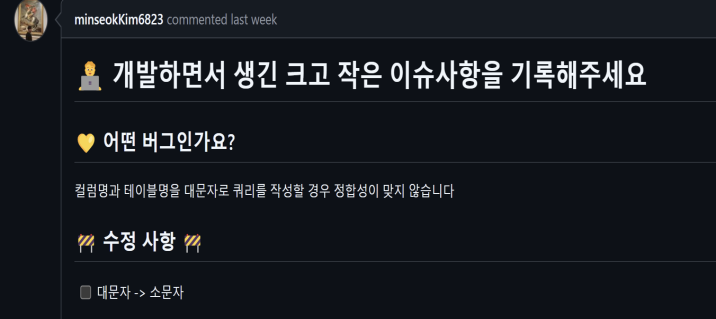 minseokKim6823 commented last week
🧑‍💻 개발하면서 생긴 크고 작은 이슈사항을 기록해주세요
💛 어떤 버그인가요?
컬럼명과 테이블명을 대문자로 쿼리를 작성할 경우 정합성이 맞지 않습니다
🚧 수정 사항 🚧
대문자 -> 소문자